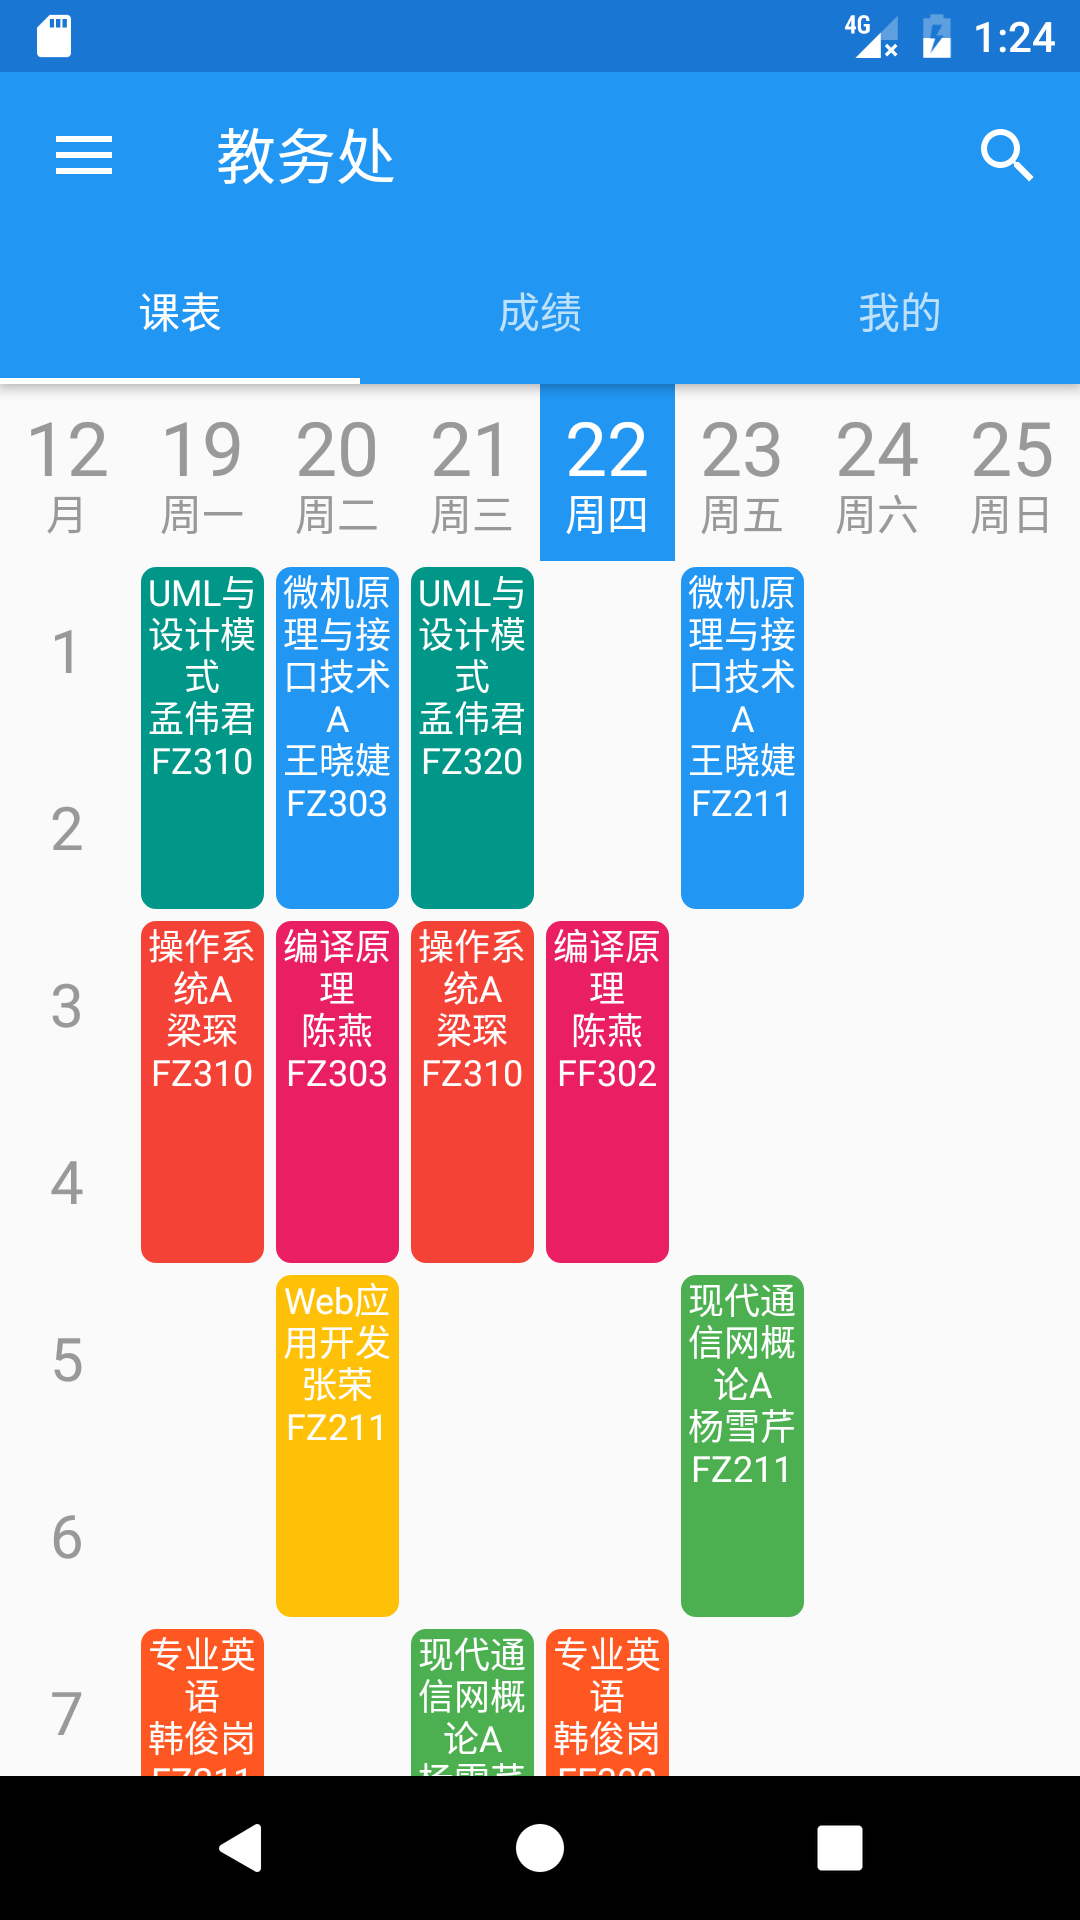 4G 1:24
教务处
课表 成绩 我的
12 19 20 21 22 23 24 25
月 周一 周二 周三 周四 周五 周六 周日
1
2
UML与
设计模
式
孟伟君
FZ310
微机原
理与接
口技术
A
王晓婕
FZ303
UML与
设计模
式
孟伟君
FZ320
微机原
理与接
口技术
A
王晓婕
FZ211
3
4
操作系
统A
梁琛
FZ310
编译原
理
陈燕
FZ303
操作系
统A
梁琛
FZ310
编译原
理
陈燕
FF302
5
6
Web应
用开发
张荣
FZ211
现代通
信网概
论A
杨雪芹
FZ211
7
专业英
语
韩俊岗
现代通
信网概
论A
杨雪芹
专业英
语
韩俊岗